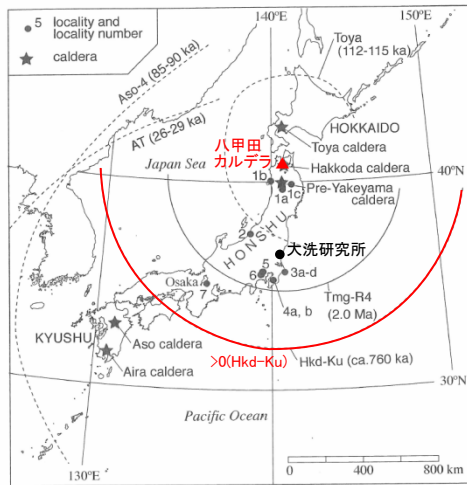 5 locality and
locality number
caldera
140°E
150°E
Toya
(112-115 ka)
Aso-4 (85-90 ka)
AT (26-29 ka)
HOKKAIDO
Toya caldera
八甲田
カルデラ
Japan Sea
Hakkoda caldera
40°N
1b
1c
1a
Pre-Yakeyama
caldera
2
HONSHU
大洗研究所
5
6
3a-d
Osaka
7
4a, b
Tmg-R4
(2.0 Ma)
KYUSHU
Aso caldera
>0(Hkd-Ku)
Hkd-Ku (ca.760 ka)
Aira caldera
30°N
Pacific Ocean
130°E
0 400 800 km